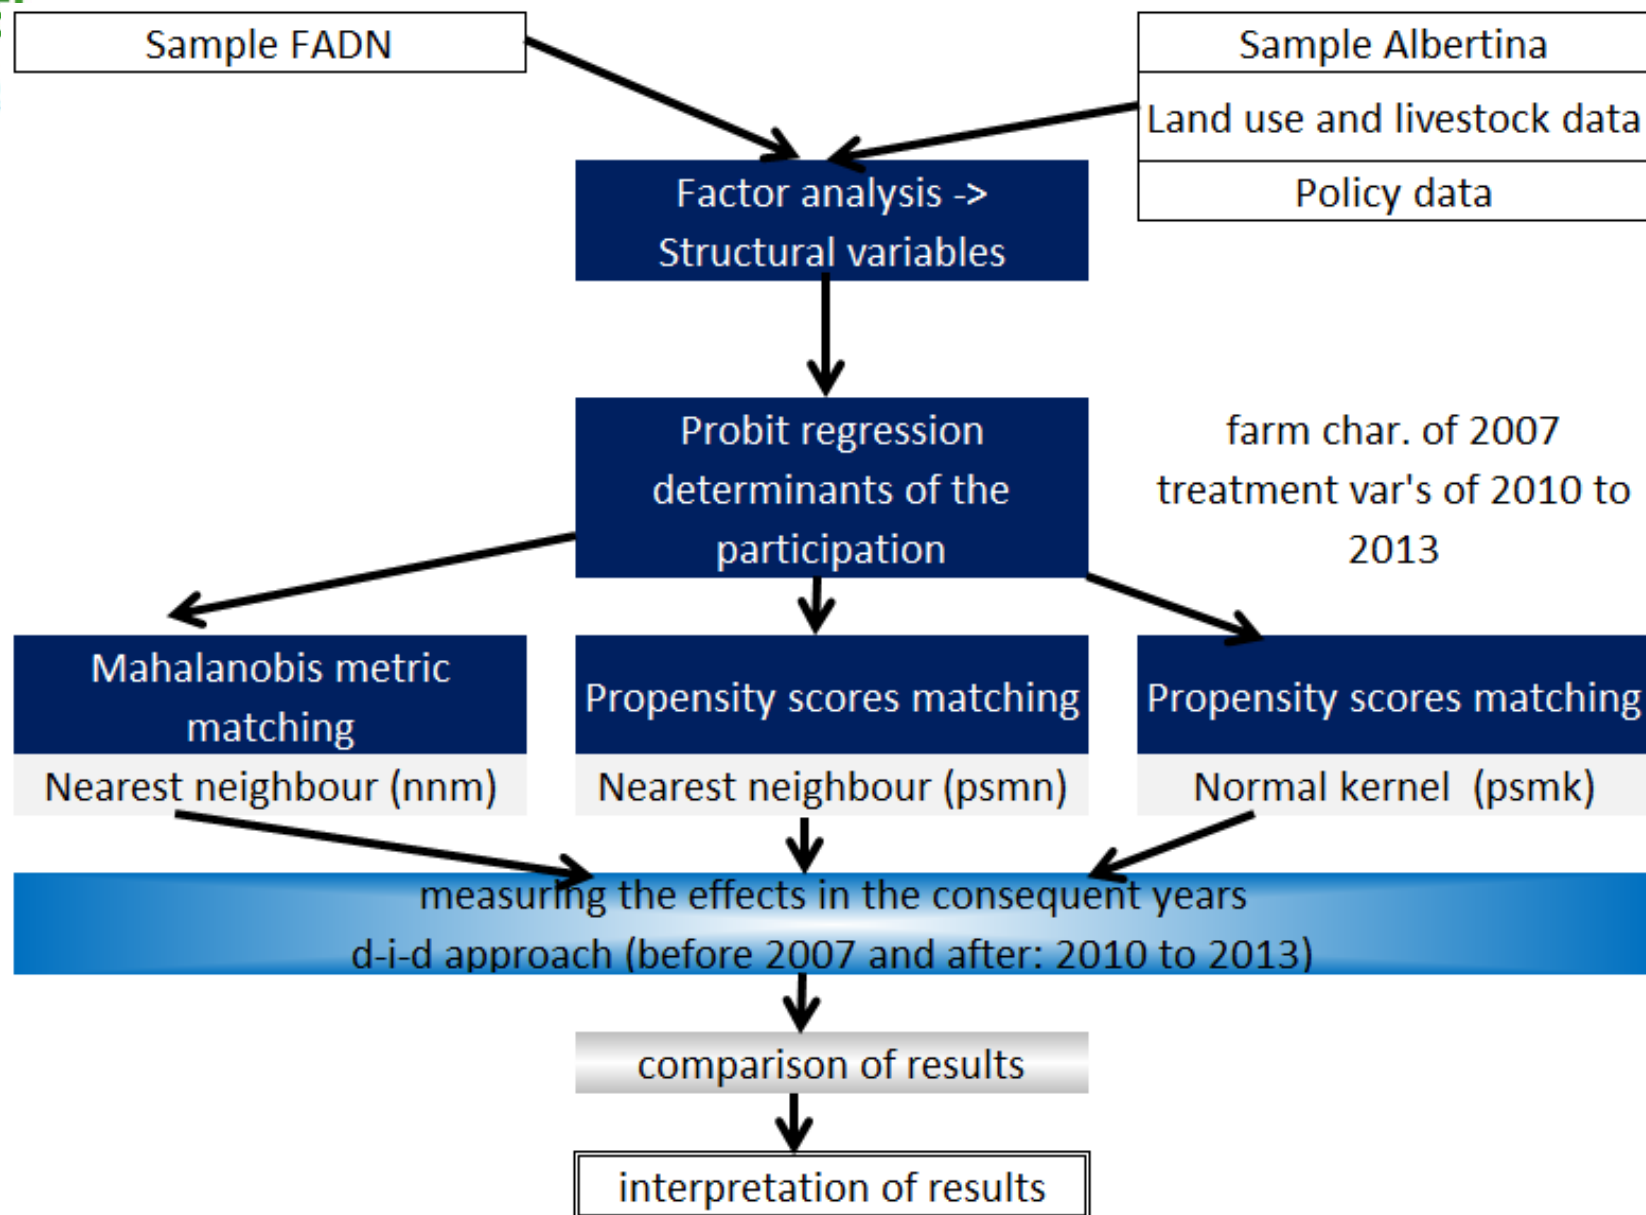 Sample FADN
Sample Albertina
Land use and livestock data
Policy data
Factor analysis ->
Structural variables
Probit regression
determinants of the
participation
farm char. of 2007
treatment var's of 2010 to
2013
Mahalanobis metric
matching
Nearest neighbour (nnm)
Propensity scores matching
Nearest neighbour (psmn)
Propensity scores matching
Normal kernel (psmk)
measuring the effects in the consequent years
d-i-d approach (before 2007 and after: 2010 to 2013)
comparison of results
interpretation of results